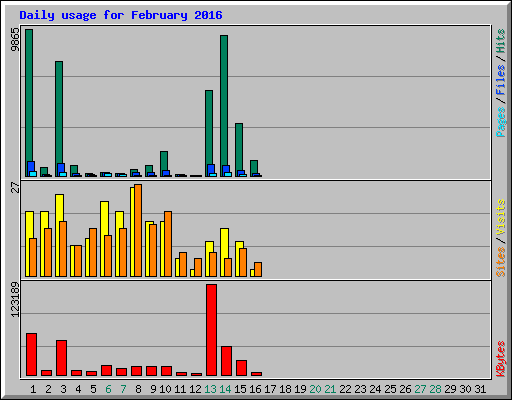 Daily usage for February 2016
9865
Pages / Files / Hits
27
Sites / Visits
123189
KBytes
1 2 3 4 5 6 7 8 9 10 11 12 13 14 15 16 17 18 19 20 21 22 23 24 25 26 27 28 29 30 31